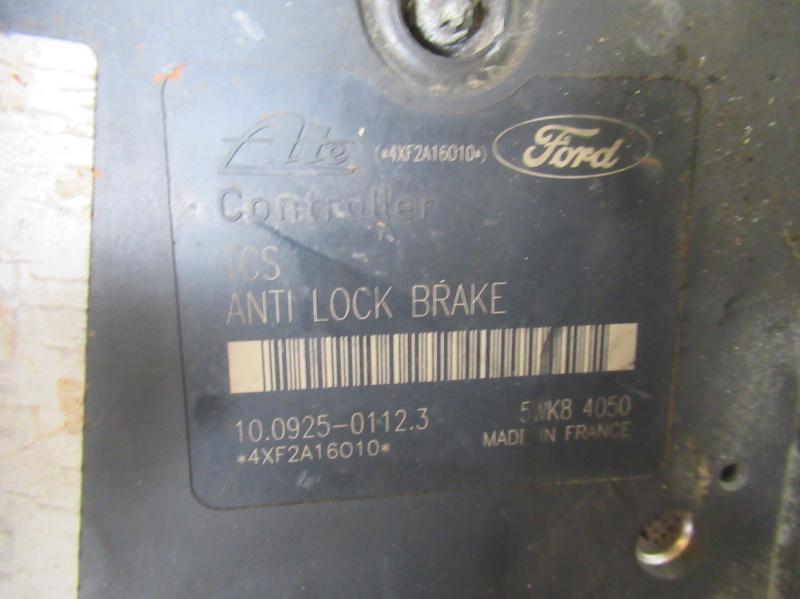 Ate (*4XF2A16010*) Ford
Controller
TCS
ANTI LOCK BRAKE
10.0925-0112.3 5WK8 4050
*4XF2A16010* MADE IN FRANCE